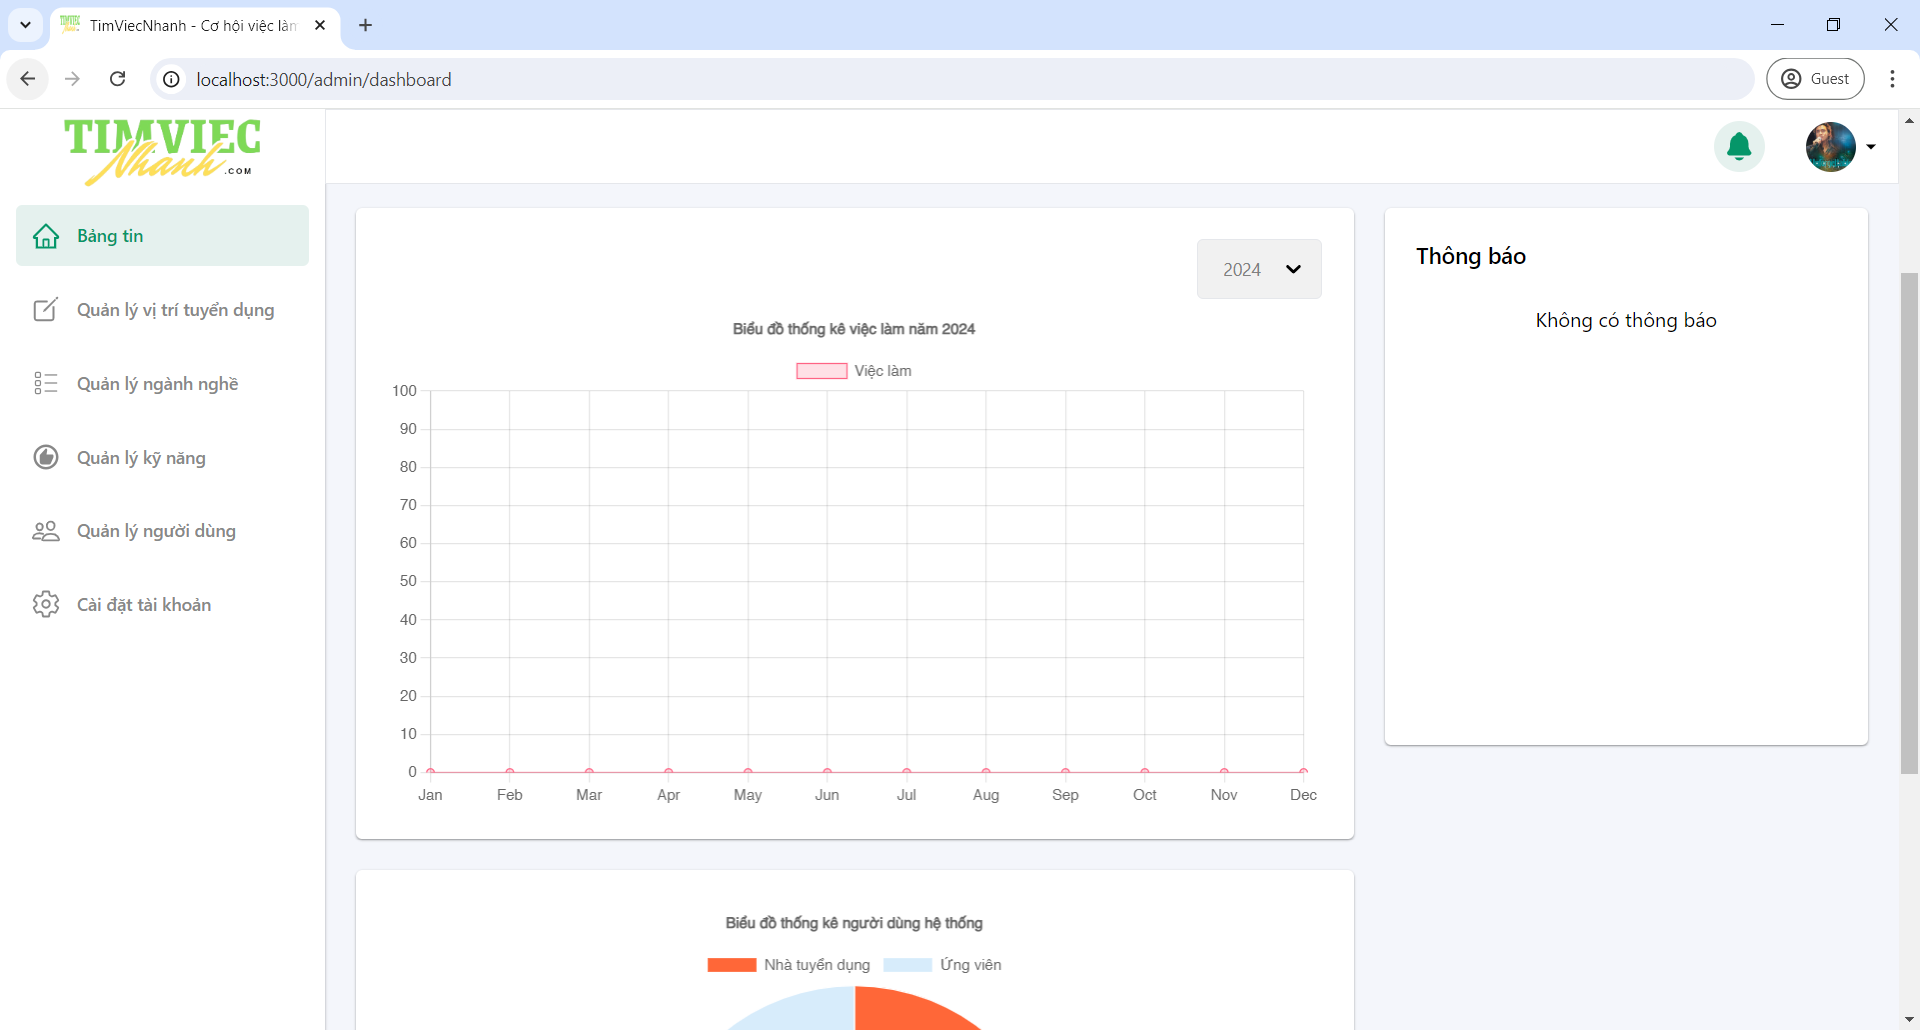 TimViecNhanh - Cơ hội việc làm
localhost:3000/admin/dashboard
Guest
TIMVIEC
Nhanh .COM
Bảng tin
Quản lý vị trí tuyển dụng
Quản lý ngành nghề
Quản lý kỹ năng
Quản lý người dùng
Cài đặt tài khoản
2024
Biểu đồ thống kê việc làm năm 2024
Việc làm
100
90
80
70
60
50
40
30
20
10
0
Jan Feb Mar Apr May Jun Jul Aug Sep Oct Nov Dec
Thông báo
Không có thông báo
Biểu đồ thống kê người dùng hệ thống
Nhà tuyển dụng Ứng viên